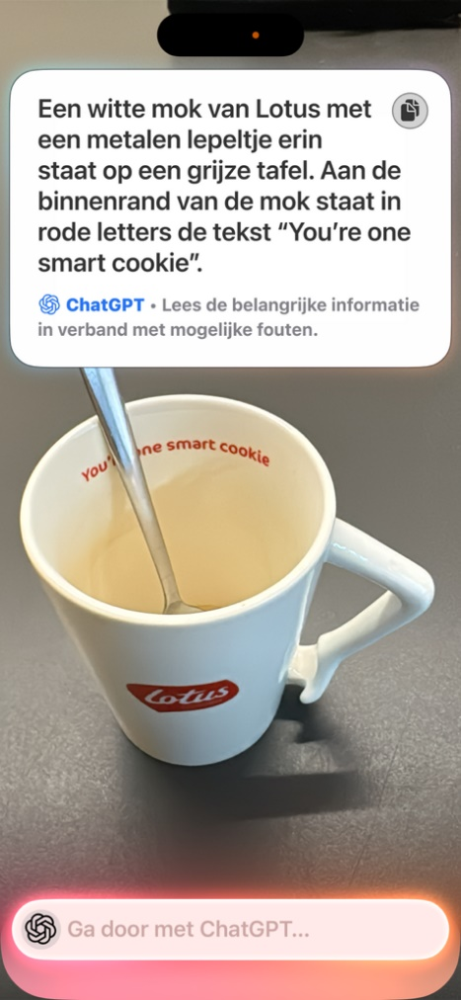 Een witte mok van Lotus met
een metalen lepeltje erin
staat op een grijze tafel. Aan de
binnenrand van de mok staat in
rode letters de tekst “You’re one
smart cookie”.
ChatGPT • Lees de belangrijke informatie
in verband met mogelijke fouten.
one smart cookie
Lotus
Ga door met ChatGPT...